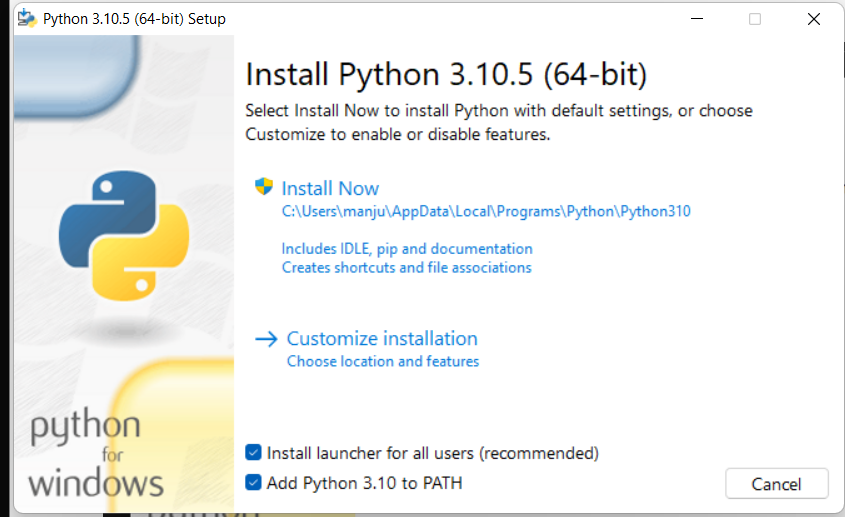 Python 3.10.5 (64-bit) Setup
Install Python 3.10.5 (64-bit)
Select Install Now to install Python with default settings, or choose
Customize to enable or disable features.
Install Now
C:\Users\manju\AppData\Local\Programs\Python\Python310
Includes IDLE, pip and documentation
Creates shortcuts and file associations
Customize installation
Choose location and features
python
for
windows
Install launcher for all users (recommended)
Add Python 3.10 to PATH
Cancel